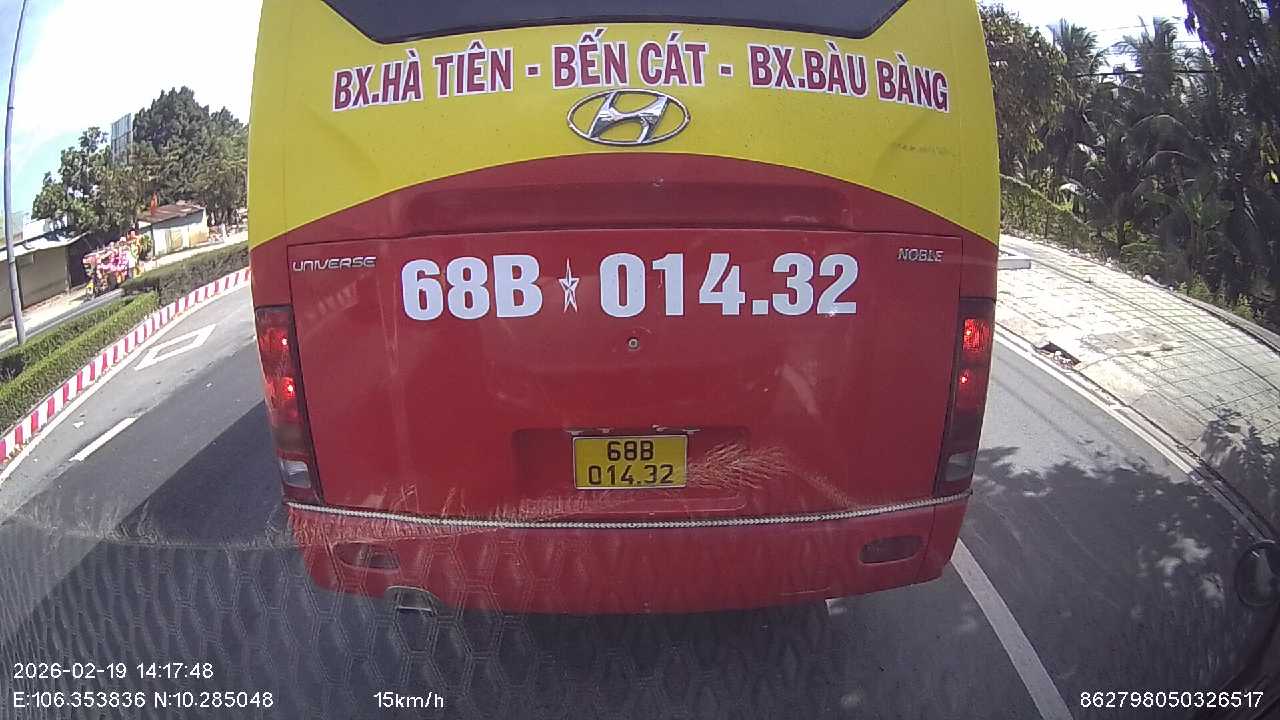 BX.HÀ TIÊN - BẾN CÁT - BX.BÀU BÀNG
UNIVERSE
NOBLE
68B ☆ 014.32
68B
014.32
2026-02-19 14:17:48
E:106.353836 N:10.285048
15km/h
862798050326517